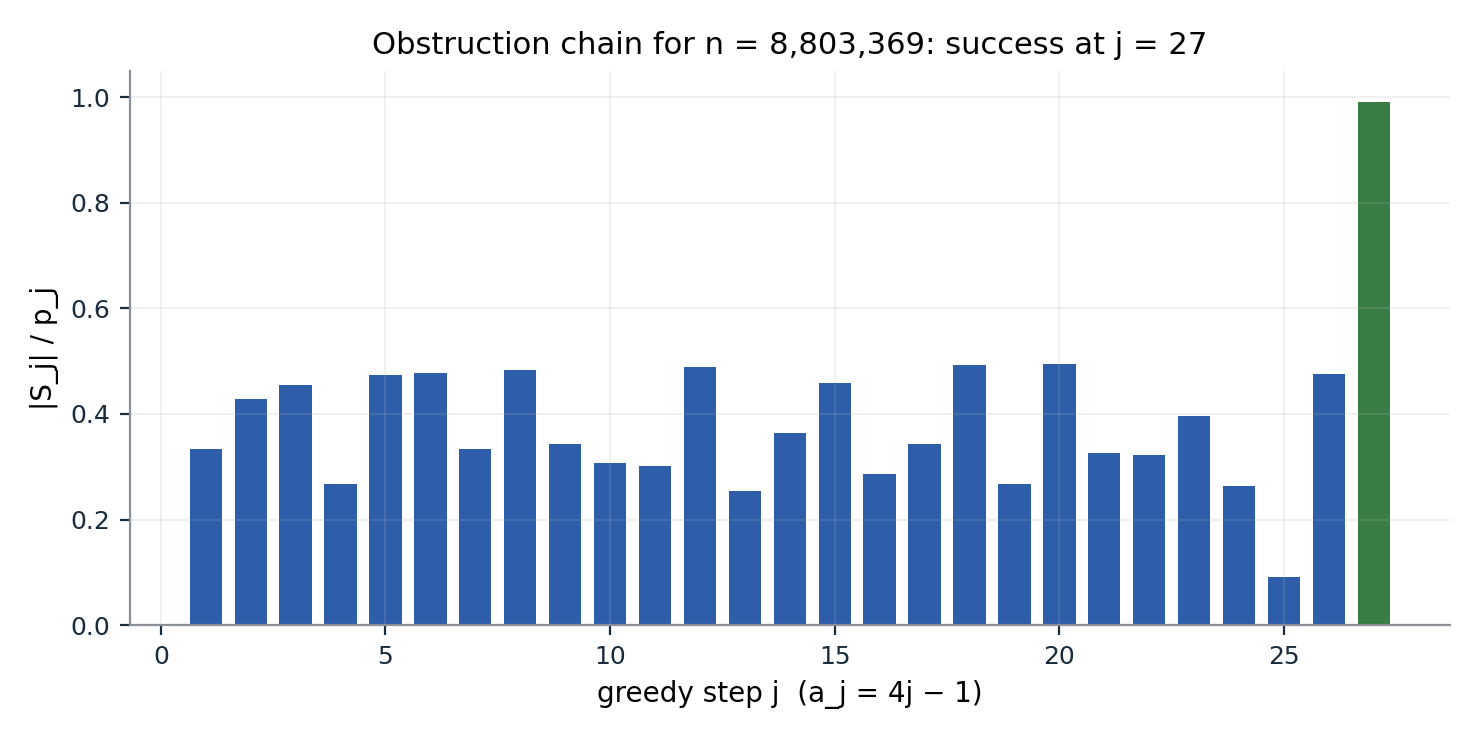 Obstruction chain for n = 8,803,369: success at j = 27
|S_j| / p_j
1.0
0.8
0.6
0.4
0.2
0.0
0 5 10 15 20 25
greedy step j (a_j = 4j − 1)